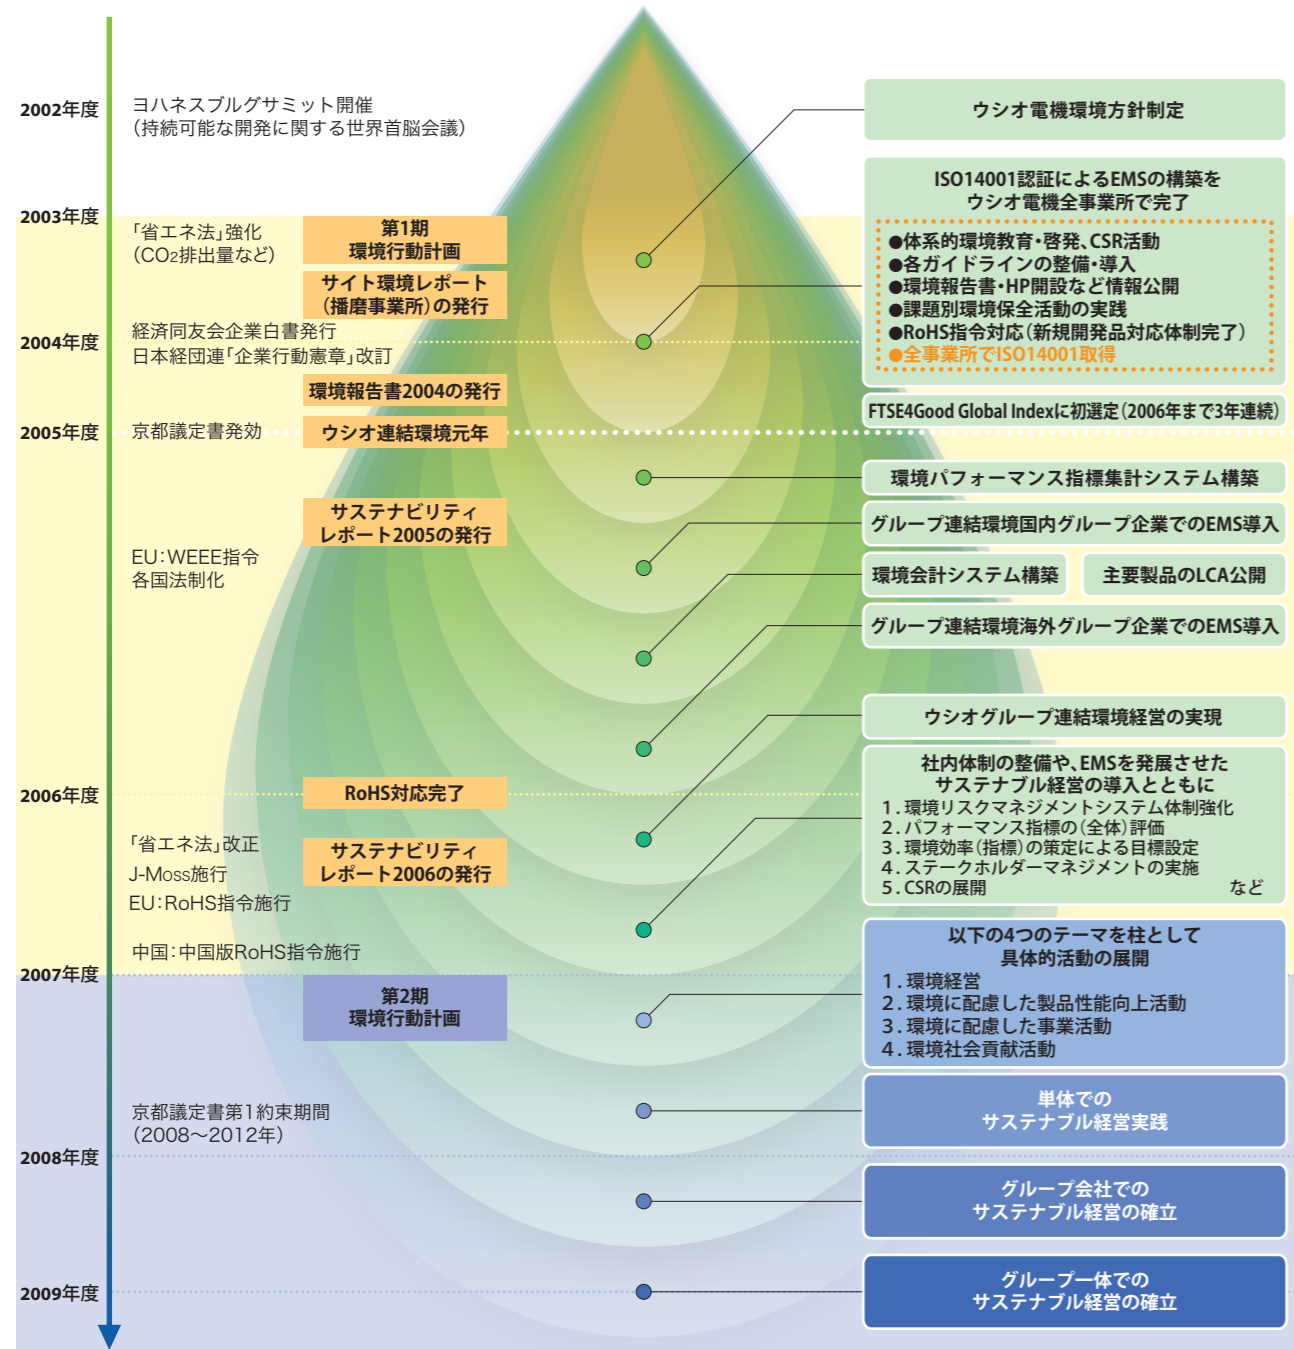 2002年度
ヨハネスブルグサミット開催
（持続可能な開発に関する世界首脳会議）
ウシオ電機環境方針制定
ISO14001認証によるEMSの構築を
ウシオ電機全事業所で完了
●体系的環境教育・啓発、CSR活動
●各ガイドラインの整備・導入
●環境報告書・HP開設など情報公開
●課題別環境保全活動の実践
●RoHS指令対応（新規開発品対応体制完了）
●全事業所でISO14001取得
2003年度
「省エネ法」強化
（CO2排出量など）
第1期
環境行動計画
サイト環境レポート
（播磨事業所）の発行
経済同友会企業白書発行
2004年度
日本経団連「企業行動憲章」改訂
環境報告書2004の発行
FTSE4Good Global Indexに初選定（2006年まで3年連続）
2005年度
京都議定書発効
ウシオ連結環境元年
環境パフォーマンス指標集計システム構築
サステナビリティ
レポート2005の発行
グループ連結環境国内グループ企業でのEMS導入
EU：WEEE指令
各国法制化
環境会計システム構築
主要製品のLCA公開
グループ連結環境海外グループ企業でのEMS導入
ウシオグループ連結環境経営の実現
社内体制の整備や、EMSを発展させた
サステナブル経営の導入とともに
1．環境リスクマネジメントシステム体制強化
2．パフォーマンス指標の（全体）評価
3．環境効率（指標）の策定による目標設定
4．ステークホルダーマネジメントの実施
5．CSRの展開 など
2006年度
RoHS対応完了
「省エネ法」改正
J-Moss施行
EU：RoHS指令施行
サステナビリティ
レポート2006の発行
中国：中国版RoHS指令施行
以下の4つのテーマを柱として
具体的活動の展開
1．環境経営
2．環境に配慮した製品性能向上活動
3．環境に配慮した事業活動
4．環境社会貢献活動
2007年度
第2期
環境行動計画
京都議定書第1約束期間
（2008〜2012年）
単体での
サステナブル経営実践
2008年度
グループ会社での
サステナブル経営の確立
2009年度
グループ一体での
サステナブル経営の確立